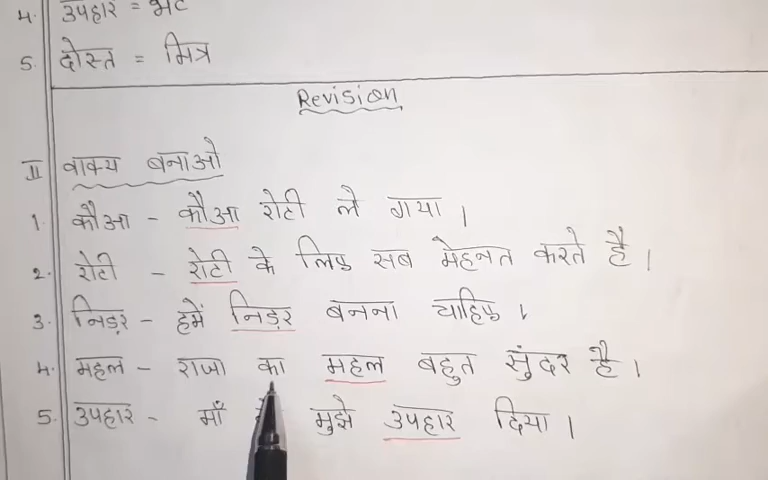 4. उपहार = भेंट
5. दोस्त = मित्र
Revision
II वाक्य बनाओ
1. कौआ - कौआ रोटी ले गया।
2. रोटी - रोटी के लिए सब मेहनत करते है।
3. निडर - हमें निडर बनना चाहिए।
4. महल - राजा का महल बहुत सुंदर है।
5. उपहार - माँ मुझे उपहार दिया।